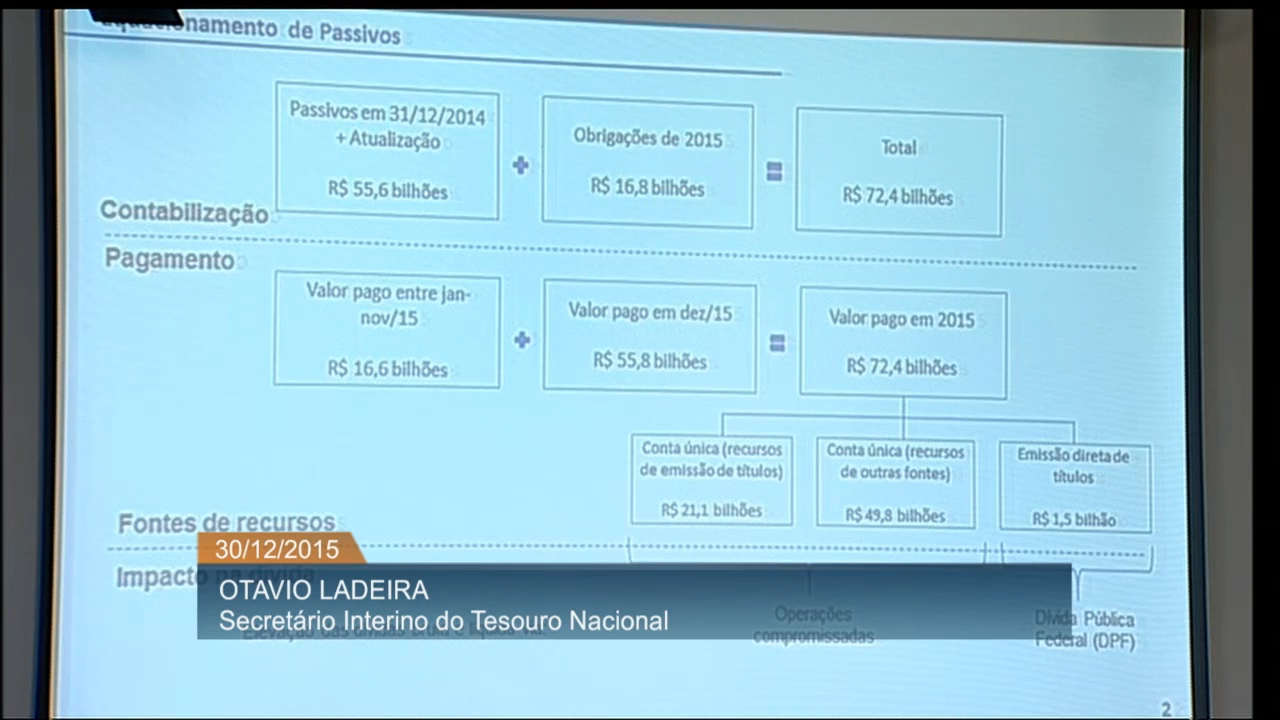 Equacionamento de Passivos
Passivos em 31/12/2014
+ Atualização
R$ 55,6 bilhões
Obrigações de 2015
R$ 16,8 bilhões
Total
R$ 72,4 bilhões
Contabilização
Pagamento
Valor pago entre jan-
nov/15
R$ 16,6 bilhões
Valor pago em dez/15
R$ 55,8 bilhões
Valor pago em 2015
R$ 72,4 bilhões
Conta única (recursos
de emissão de títulos)
R$ 21,1 bilhões
Conta única (recursos
de outras fontes)
R$ 49,8 bilhões
Emissão direta de
títulos
R$ 1,5 bilhão
Fontes de recursos
30/12/2015
Impacto na dívida
OTAVIO LADEIRA
Secretário Interino do Tesouro Nacional
Operações
compromissadas
Dívida Pública
Federal (DPF)
2